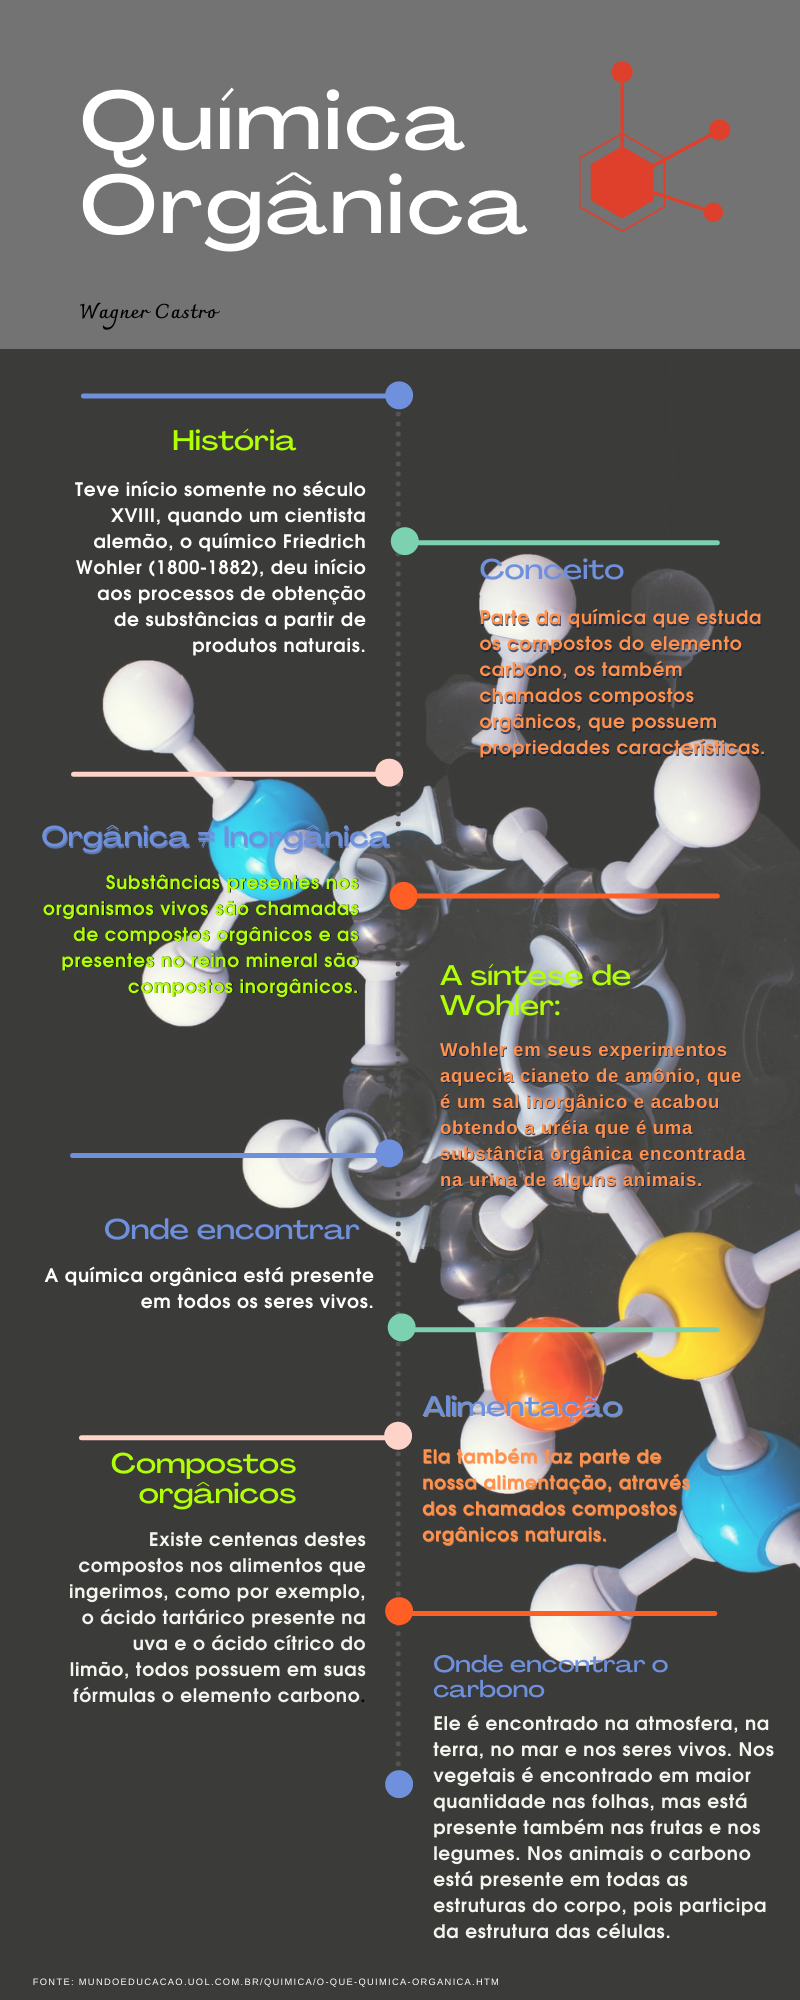 Química
Orgânica
Wagner Castro
História
Teve início somente no século
XVIII, quando um cientista
alemão, o químico Friedrich
Wohler (1800-1882), deu início
aos processos de obtenção
de substâncias a partir de
produtos naturais.
Conceito
Parte da química que estuda
os compostos do elemento
carbono, os também
chamados compostos
orgânicos, que possuem
propriedades características.
Orgânica ≠ Inorgânica
Substâncias presentes nos
organismos vivos são chamadas
de compostos orgânicos e as
presentes no reino mineral são
compostos inorgânicos.
A síntese de
Wohler:
Wohler em seus experimentos
aquecia cianeto de amônio, que
é um sal inorgânico e acabou
obtendo a uréia que é uma
substância orgânica encontrada
na urina de alguns animais.
Onde encontrar
A química orgânica está presente
em todos os seres vivos.
Alimentação
Ela também faz parte de
nossa alimentação, através
dos chamados compostos
orgânicos naturais.
Compostos
orgânicos
Existe centenas destes
compostos nos alimentos que
ingerimos, como por exemplo,
o ácido tartárico presente na
uva e o ácido cítrico do
limão, todos possuem em suas
fórmulas o elemento carbono.
Onde encontrar o
carbono
Ele é encontrado na atmosfera, na
terra, no mar e nos seres vivos. Nos
vegetais é encontrado em maior
quantidade nas folhas, mas está
presente também nas frutas e nos
legumes. Nos animais o carbono
está presente em todas as
estruturas do corpo, pois participa
da estrutura das células.
FONTE: MUNDOEDUCACAO.UOL.COM.BR/QUIMICA/O-QUE-QUIMICA-ORGANICA.HTM